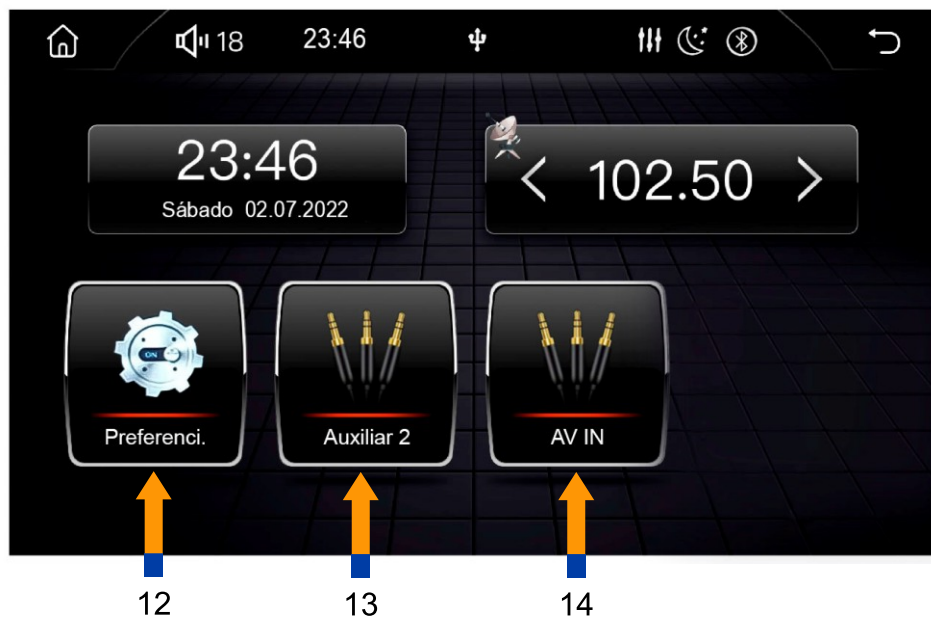 18 23:46
23:46
Sábado 02.07.2022
102.50
ON
Preferenci. Auxiliar 2 AV IN
12 13 14